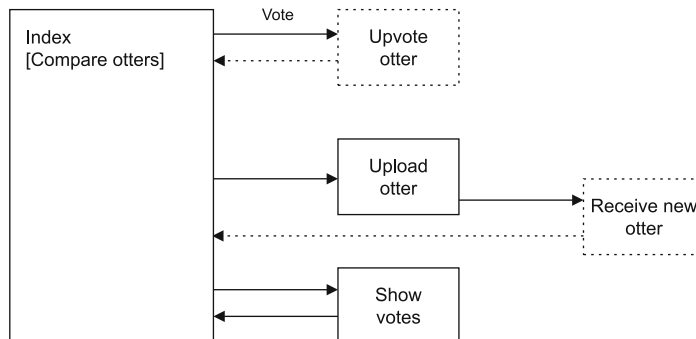 Vote
Index
[Compare otters]
Upvote
otter
Upload
otter
Receive new
otter
Show
votes